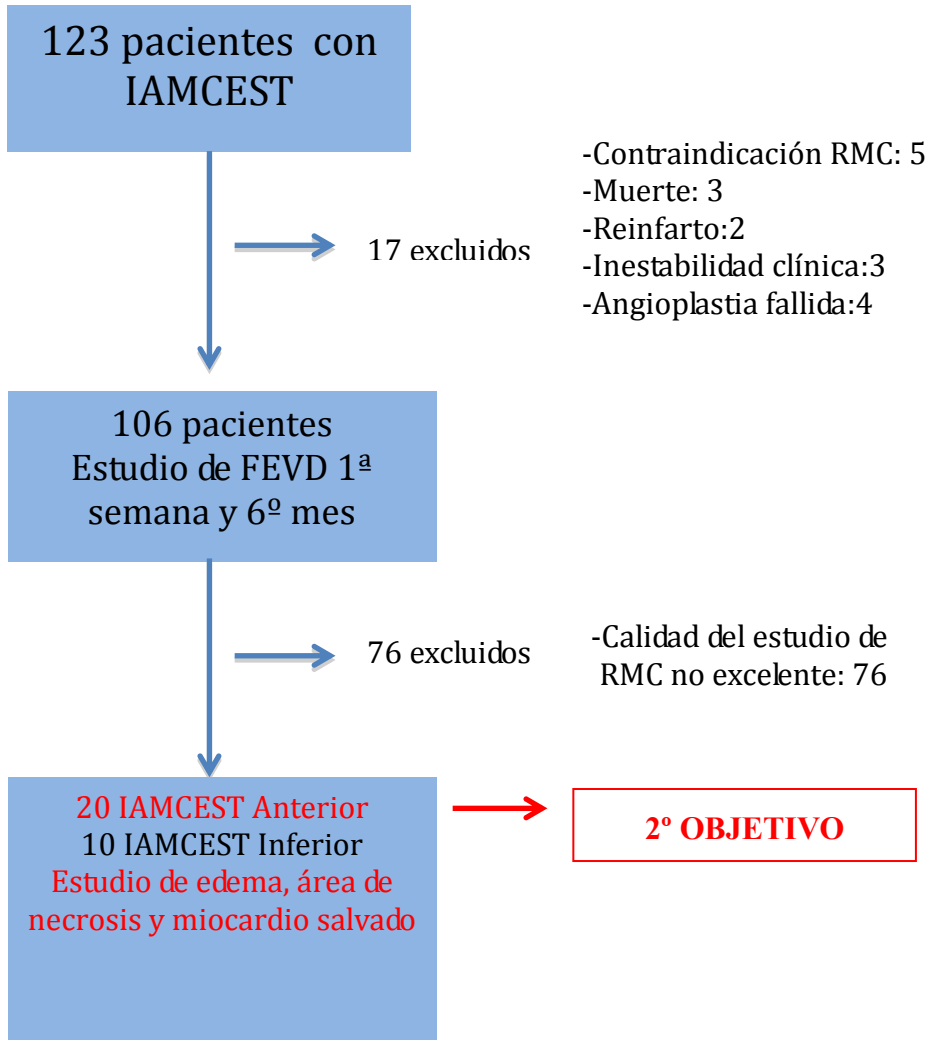 123 pacientes con
IAMCEST
-Contraindicación RMC: 5
-Muerte: 3
-Reinfarto:2
-Inestabilidad clínica:3
-Angioplastia fallida:4
17 excluidos
106 pacientes
Estudio de FEVD 1ª
semana y 6º mes
76 excluidos
-Calidad del estudio de
RMC no excelente: 76
20 IAMCEST Anterior
10 IAMCEST Inferior
Estudio de edema, área de
necrosis y miocardio salvado
2º OBJETIVO